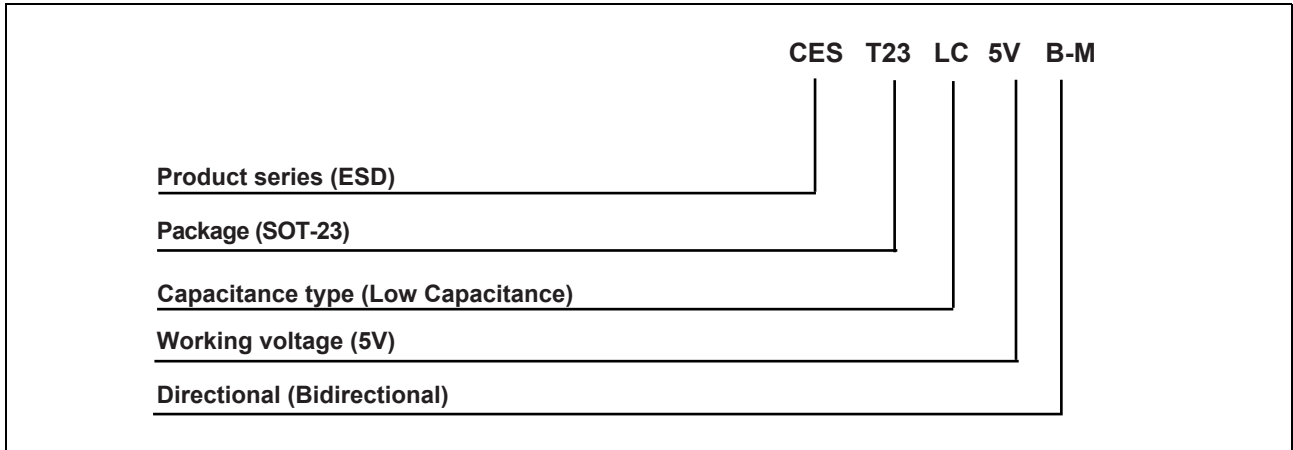 CES T23 LC 5V B-M
Product series (ESD)
Package (SOT-23)
Capacitance type (Low Capacitance)
Working voltage (5V)
Directional (Bidirectional)